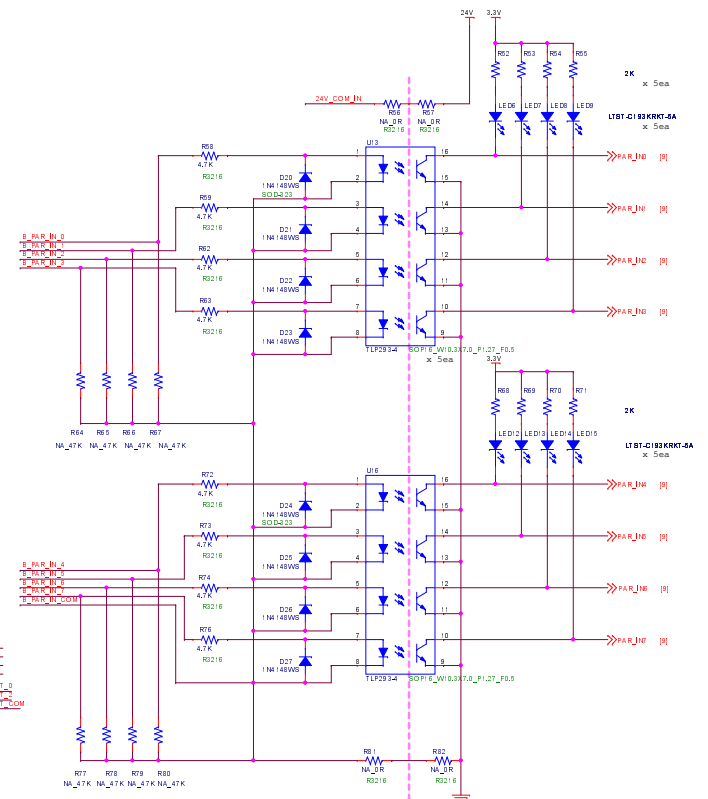 24V 3.3V
R52 R53 R54 R55
2K
x 5ea
24V_COM_IN
R56 R57
NA_0R NA_0R
R3216 R3216
LED6 LED7 LED8 LED9
LTST-C193KRKT-5A
x 5ea
U13
R58
4.7K
R3216
1 16
PAR_IN0 [9]
D20
1N4148WS
SOD-323
2 15
R59
4.7K
R3216
3 14
PAR_IN1 [9]
D21
1N4148WS
4 13
B_PAR_IN_0
B_PAR_IN_1
B_PAR_IN_2
B_PAR_IN_3
R62
4.7K
R3216
5 12
PAR_IN2 [9]
D22
1N4148WS
6 11
R63
4.7K
R3216
7 10
PAR_IN3 [9]
D23
1N4148WS
8 9
TLP293-4 SOP16_W10.3X7.0_P1.27_F0.5
x 5ea
3.3V
R68 R69 R70 R71
2K
R64 R65 R66 R67
NA_47K NA_47K NA_47K NA_47K
LED12 LED13 LED14 LED15
LTST-C193KRKT-5A
x 5ea
U16
R72
4.7K
R3216
1 16
PAR_IN4 [9]
D24
1N4148WS
SOD-323
2 15
R73
4.7K
R3216
3 14
PAR_IN5 [9]
D25
1N4148WS
4 13
B_PAR_IN_4
B_PAR_IN_5
B_PAR_IN_6
B_PAR_IN_7
B_PAR_IN_COM
R74
4.7K
R3216
5 12
PAR_IN6 [9]
D26
1N4148WS
6 11
R76
4.7K
R3216
7 10
PAR_IN7 [9]
D27
1N4148WS
8 9
TLP293-4 SOP16_W10.3X7.0_P1.27_F0.5
T_0
T_2
T_COM
R81 R82
NA_0R NA_0R
R3216 R3216
R77 R78 R79 R80
NA_47K NA_47K NA_47K NA_47K